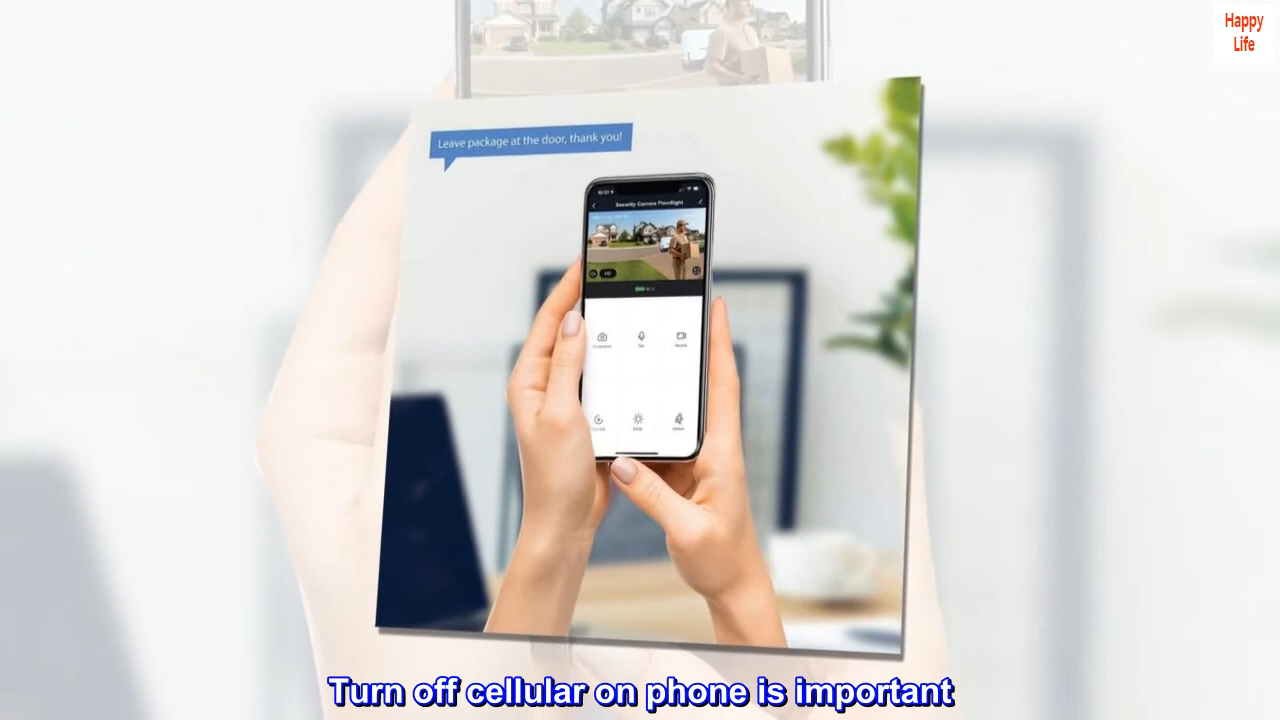 Happy
Life
Leave package at the door, thank you!
Security Camera Floodlight
HD
Turn off cellular on phone is important